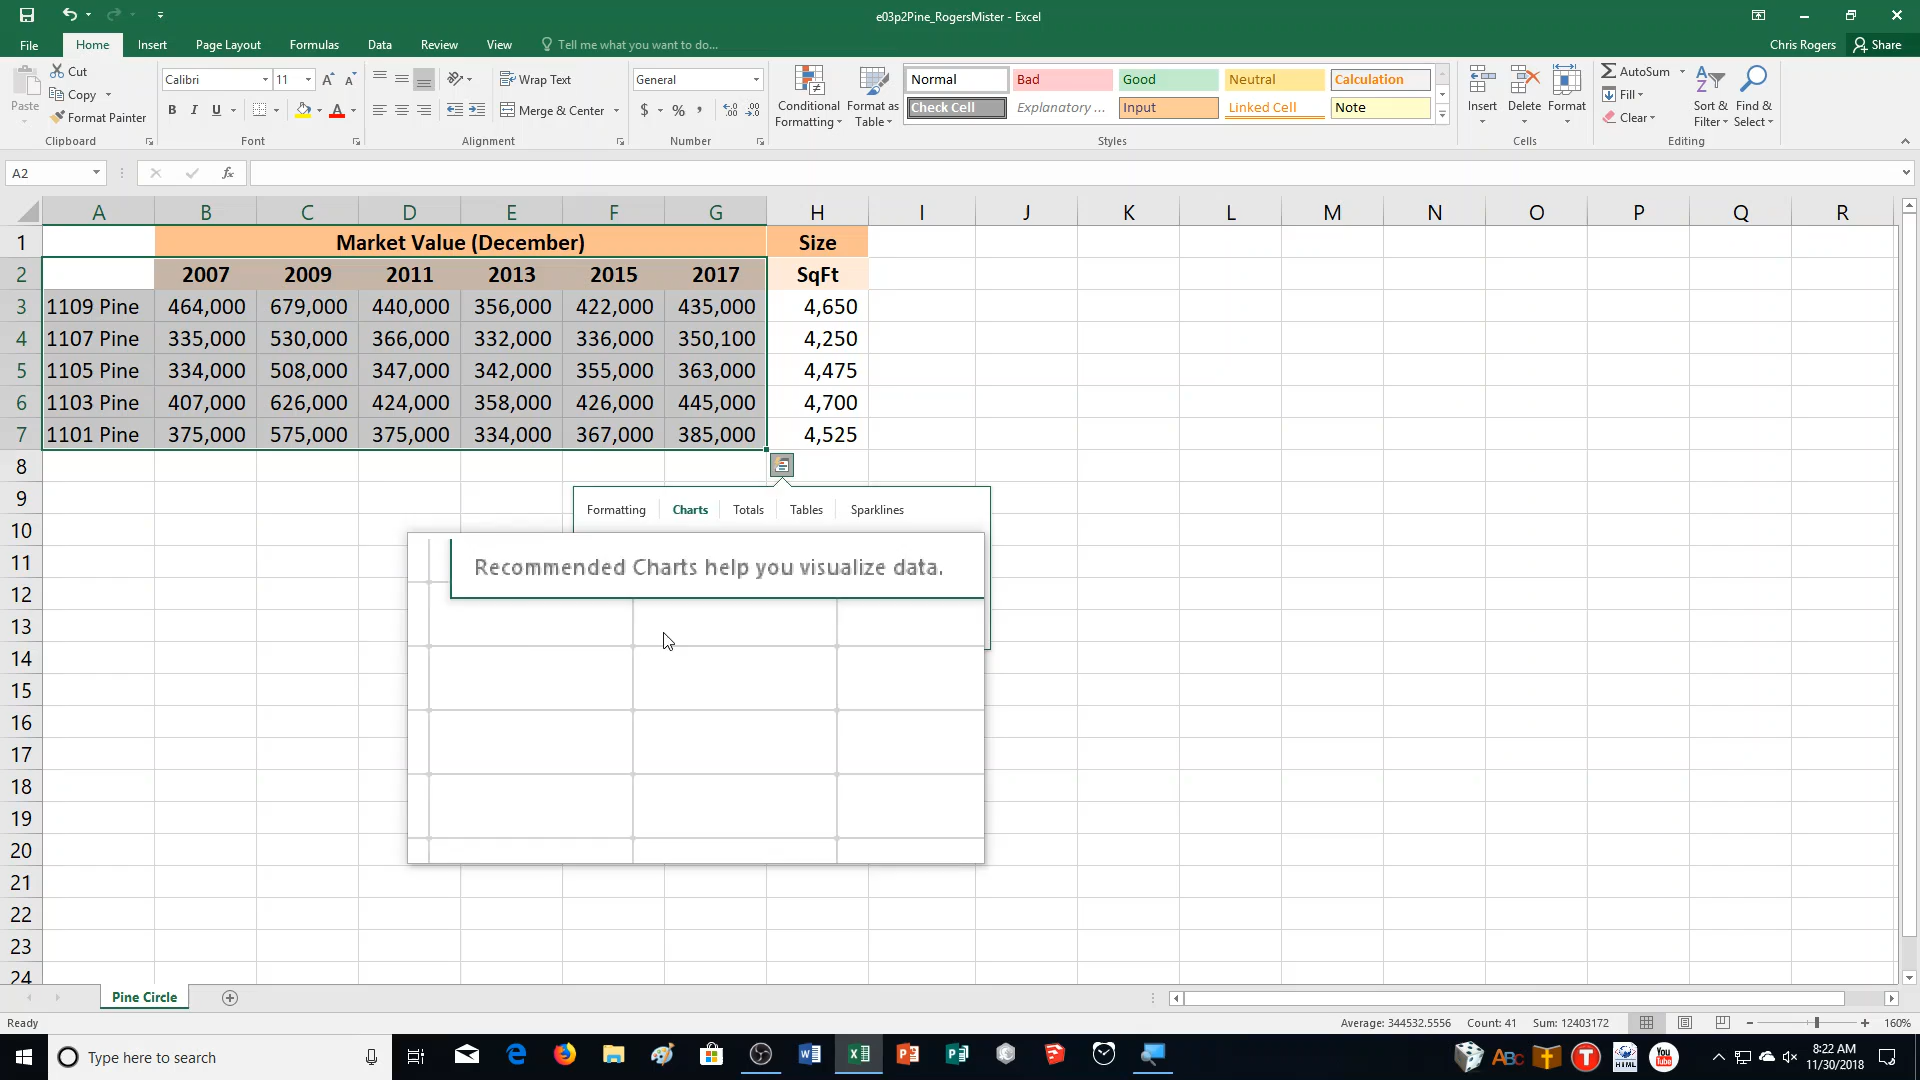 e03p2Pine_RogersMister - Excel
File Home Insert Page Layout Formulas Data Review View Tell me what you want to do... Chris Rogers Share
Paste Cut Copy Format Painter Clipboard
Calibri 11 B I U A Font
Wrap Text Merge & Center Alignment
General $ % , Number
Conditional Formatting Format as Table
Normal Bad Good Neutral Calculation
Check Cell Explanatory ... Input Linked Cell Note
Styles
Insert Delete Format Cells
AutoSum Fill Clear Sort & Filter Find & Select Editing
A2 fx
A B C D E F G H I J K L M N O P Q R
1 Market Value (December) Size
2 2007 2009 2011 2013 2015 2017 SqFt
3 1109 Pine 464,000 679,000 440,000 356,000 422,000 435,000 4,650
4 1107 Pine 335,000 530,000 366,000 332,000 336,000 350,100 4,250
5 1105 Pine 334,000 508,000 347,000 342,000 355,000 363,000 4,475
6 1103 Pine 407,000 626,000 424,000 358,000 426,000 445,000 4,700
7 1101 Pine 375,000 575,000 375,000 334,000 367,000 385,000 4,525
8
9
Formatting Charts Totals Tables Sparklines
10
11
Recommended Charts help you visualize data.
12
13
14
15
16
17
18
19
20
21
22
23
24
Pine Circle
Ready Average: 344532.5556 Count: 41 Sum: 12403172 160%
Type here to search
8:22 AM
11/30/2018